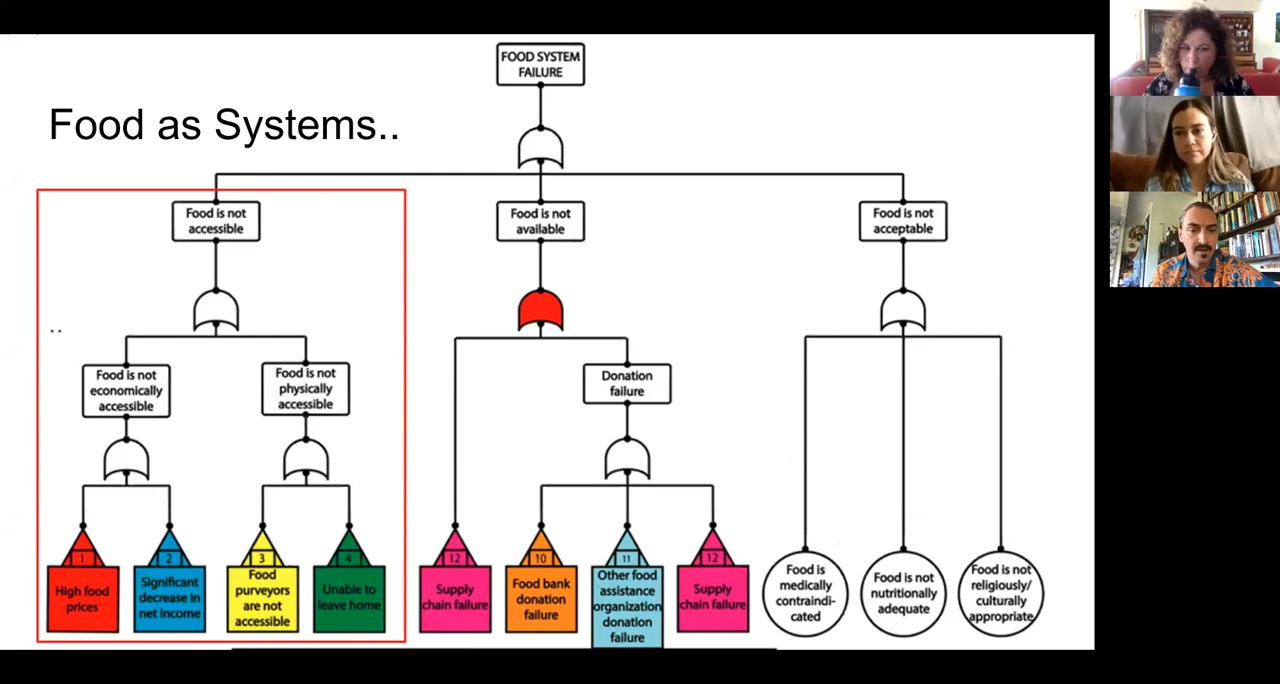 FOOD SYSTEM
FAILURE
Food as Systems..
Food is not
accessible
Food is not
available
Food is not
acceptable
..
Food is not
economically
accessible
Food is not
physically
accessible
Donation
failure
1
High food
prices
2
Significant
decrease in
net income
3
Food
purveyors
are not
accessible
4
Unable to
leave home
12
Supply
chain failure
10
Food bank
donation
failure
11
Other food
assistance
organization
donation
failure
12
Supply
chain failure
Food is
medically
contraindi-
cated
Food is not
nutritionally
adequate
Food is not
religiously/
culturally
appropriate